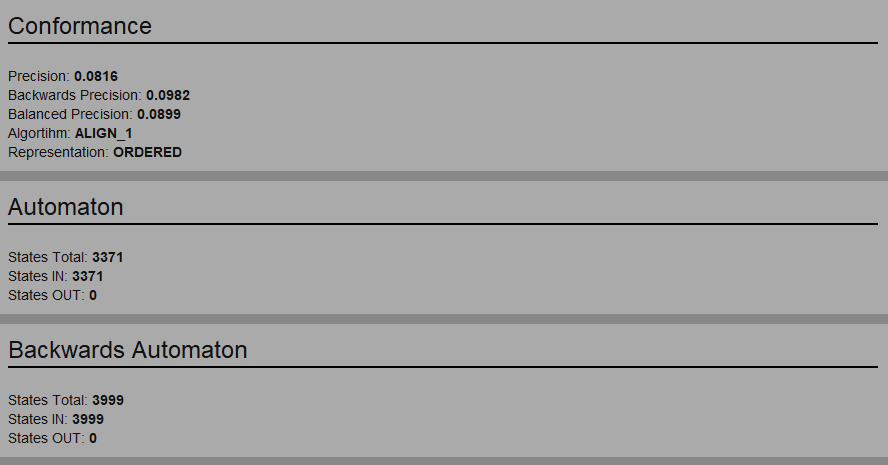 Conformance
Precision: 0.0816
Backwards Precision: 0.0982
Balanced Precision: 0.0899
Algortihm: ALIGN_1
Representation: ORDERED
Automaton
States Total: 3371
States IN: 3371
States OUT: 0
Backwards Automaton
States Total: 3999
States IN: 3999
States OUT: 0